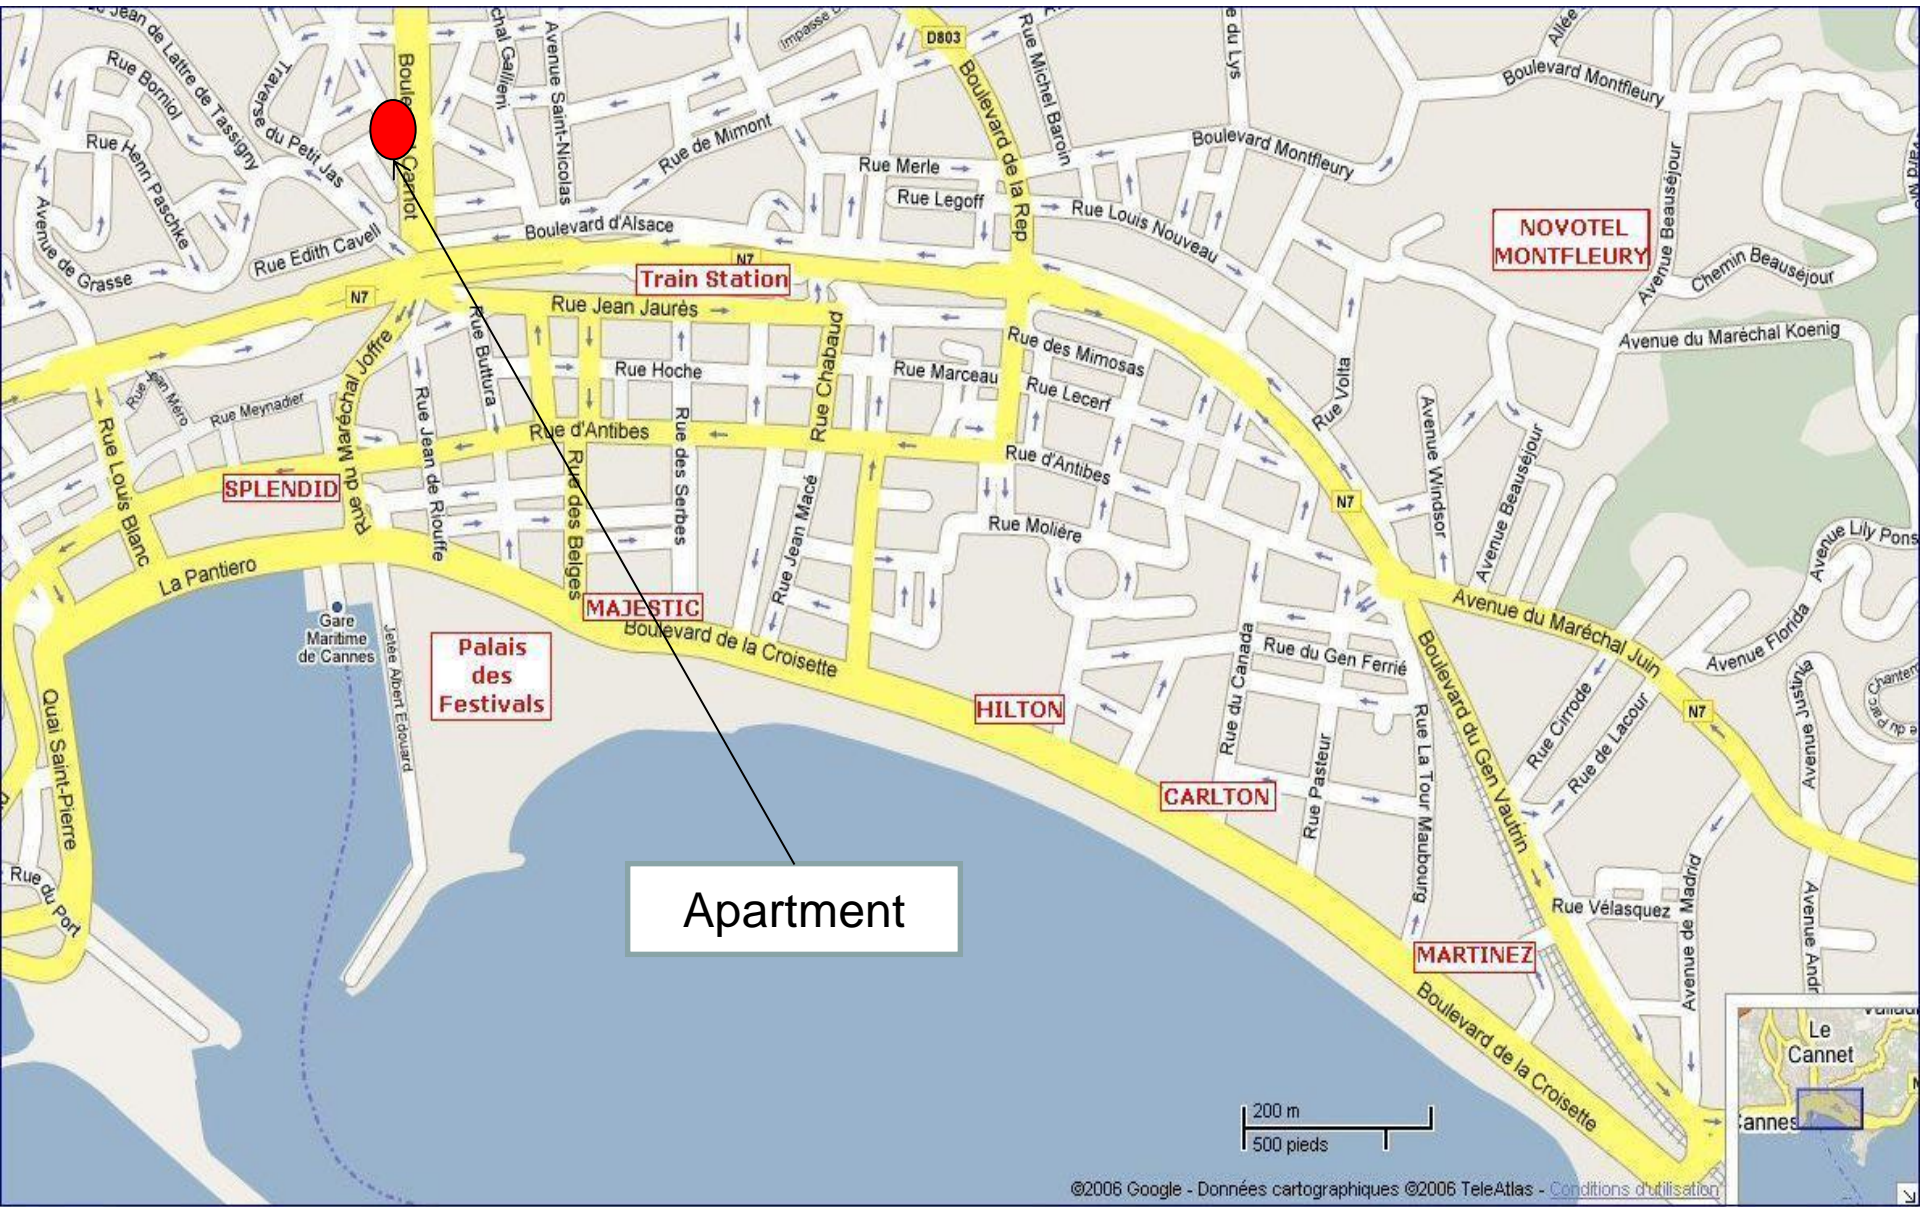 Jean de Lattre de Tassigny
Rue Borniol
Traverse du Petit Jas
Rue Henri Paschke
Avenue de Grasse
Rue Edith Cavell
Carnot
Gallieni
Avenue Saint-Nicolas
Impasse
D803
Boulevard de la Rep
Rue Michel Baroin
du Lys
Allée
Boulevard Montfleury
Boulevard Montfleury
Rue de Mimont
Rue Merle
Rue Legoff
Rue Louis Nouveau
Boulevard d'Alsace
N7
N7
Train Station
NOVOTEL
MONTFLEURY
Avenue Beauséjour
Chemin Beauséjour
Avenue du Maréchal Koenig
Rue Jean Jaurès
Rue Buttura
Rue Hoche
Rue Chabaud
Rue Marceau
Rue des Mimosas
Rue Lecerf
Rue Volta
Avenue Windsor
Avenue Beauséjour
Rue Jean Méro
Rue Meynadier
Rue du Maréchal Joffre
Rue Jean de Riouffe
Rue Louis Blanc
Rue d'Antibes
Rue d'Antibes
Rue des Serbes
Rue des Belges
Rue Jean Macé
Rue Molière
N7
SPLENDID
La Pantiero
MAJESTIC
Gare
Maritime
de Cannes
Jetée Albert Edouard
Palais
des
Festivals
Boulevard de la Croisette
HILTON
CARLTON
MARTINEZ
Rue du Canada
Rue du Gen Ferrié
Rue Pasteur
Rue La Tour Maubourg
Boulevard du Gen Vautrin
Avenue du Maréchal Juin
N7
Avenue Lily Pons
Avenue Florida
Avenue Justinia
Rue Cirrode
Rue de Lacour
Rue Vélasquez
Avenue de Madrid
Avenue Andr
Quai Saint-Pierre
Rue du Port
Apartment
Boulevard de la Croisette
200 m
500 pieds
Le
Cannet
annes
©2006 Google - Données cartographiques ©2006 TeleAtlas - Conditions d'utilisation